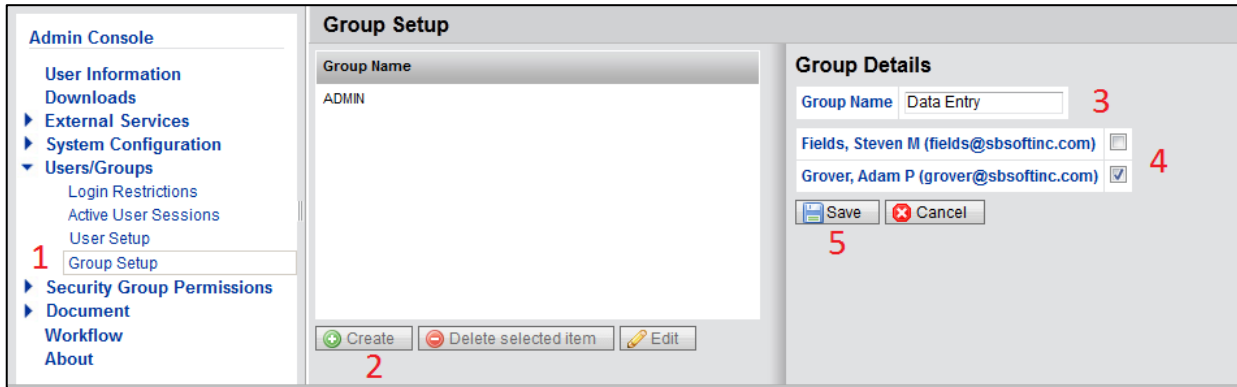 Admin Console
User Information
Downloads
External Services
System Configuration
Users/Groups
Login Restrictions
Active User Sessions
User Setup
1 Group Setup
Security Group Permissions
Document
Workflow
About
Group Setup
Group Name
ADMIN
Create Delete selected item Edit
2
Group Details
Group Name Data Entry 3
Fields, Steven M (fields@sbsoftinc.com)
4
Grover, Adam P (grover@sbsoftinc.com)
Save Cancel
5